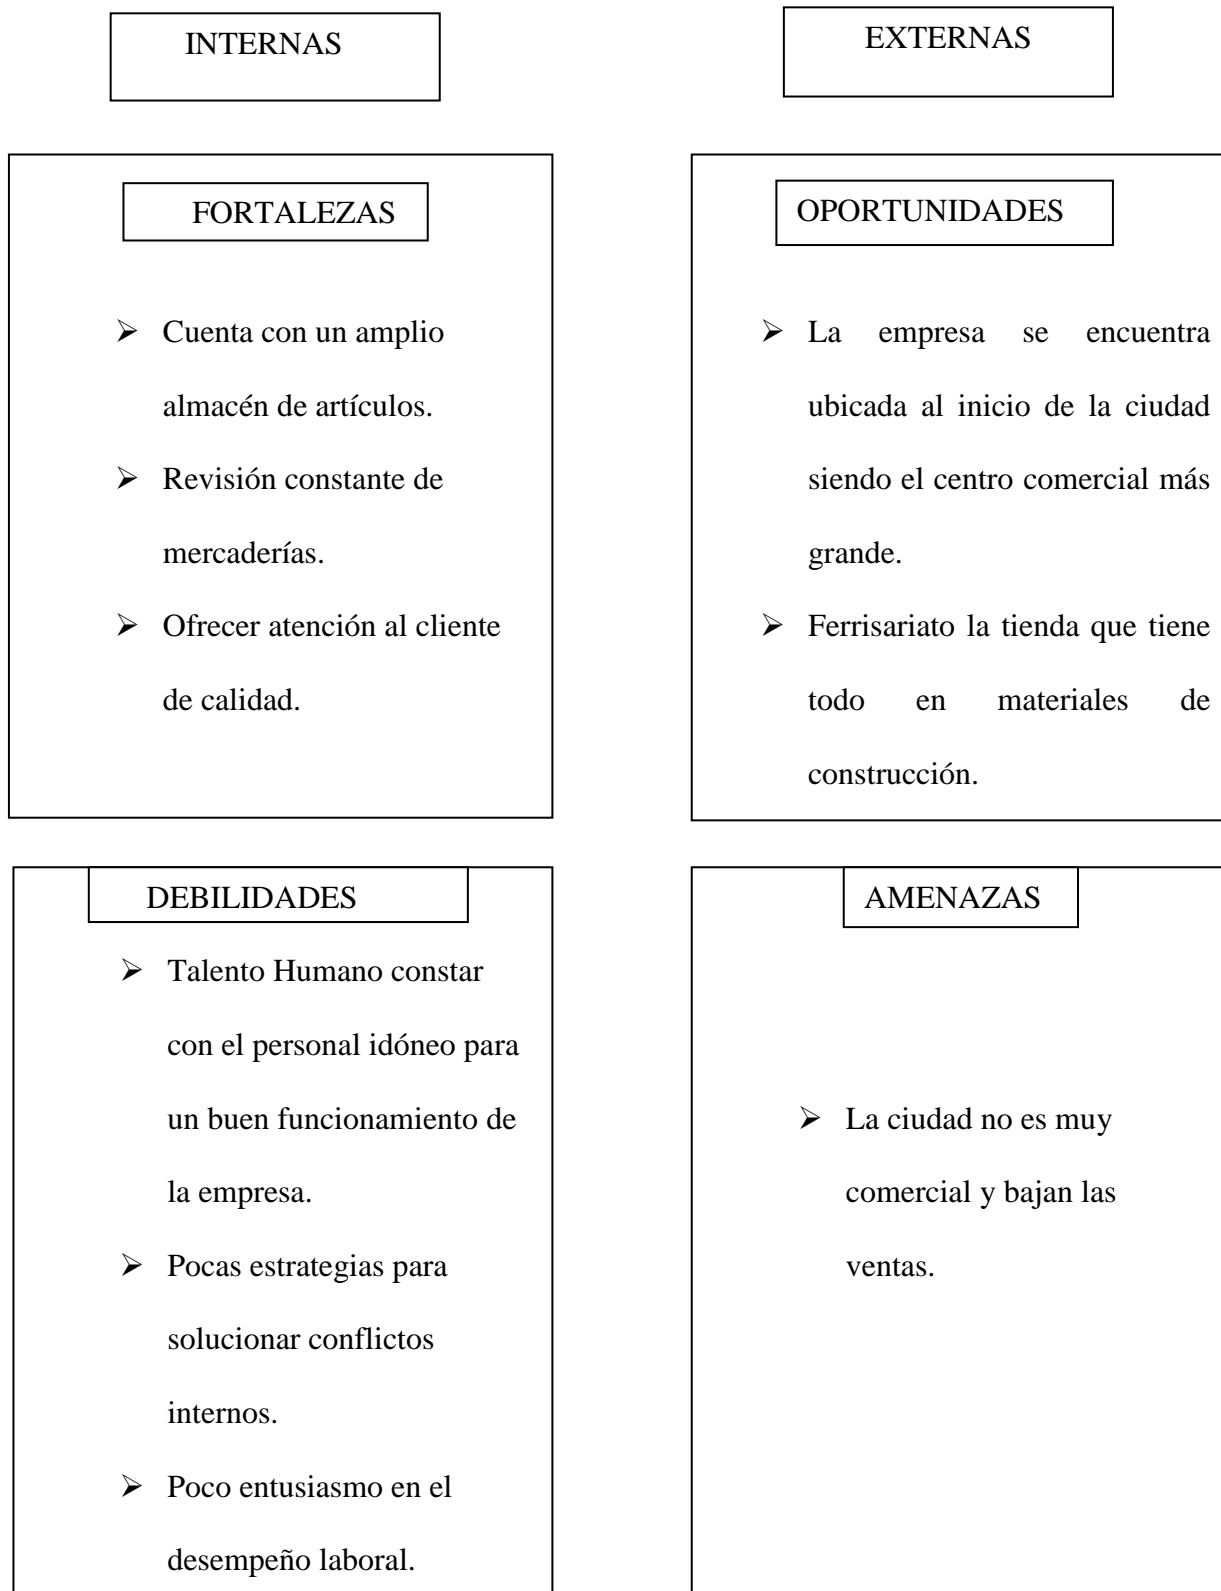 INTERNAS
EXTERNAS
FORTALEZAS
➢ Cuenta con un amplio
almacén de artículos.
➢ Revisión constante de
mercaderías.
➢ Ofrecer atención al cliente
de calidad.
OPORTUNIDADES
➢ La empresa se encuentra
ubicada al inicio de la ciudad
siendo el centro comercial más
grande.
➢ Ferrisariato la tienda que tiene
todo en materiales de
construcción.
DEBILIDADES
➢ Talento Humano constar
con el personal idóneo para
un buen funcionamiento de
la empresa.
➢ Pocas estrategias para
solucionar conflictos
internos.
➢ Poco entusiasmo en el
desempeño laboral.
AMENAZAS
➢ La ciudad no es muy
comercial y bajan las
ventas.